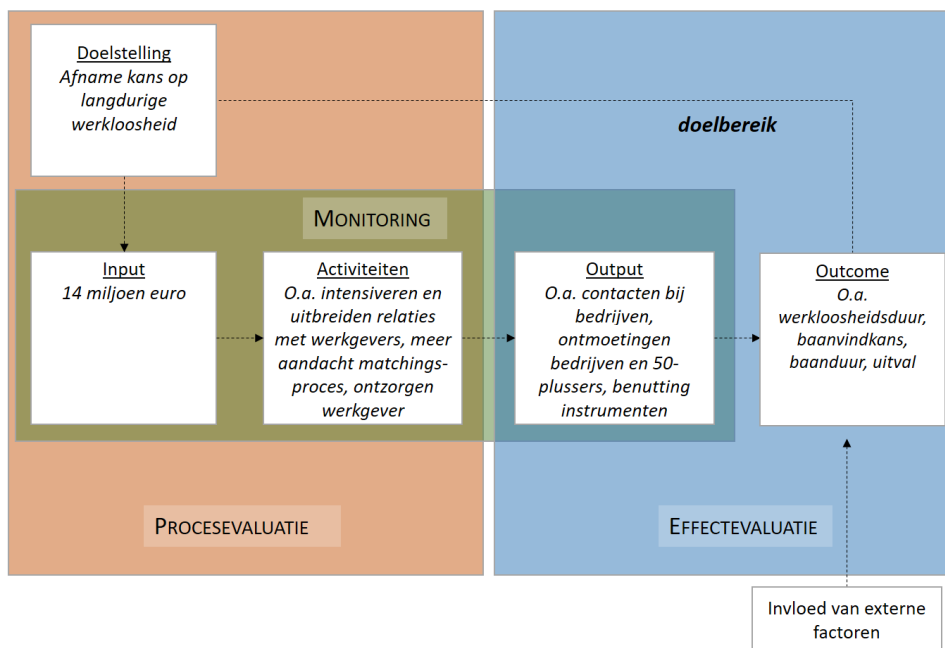 Doelstelling
Afname kans op
langdurige
werkloosheid
doelbereik
MONITORING
Input
14 miljoen euro
Activiteiten
O.a. intensiveren en
uitbreiden relaties
met werkgevers, meer
aandacht matchings-
proces, ontzorgen
werkgever
Output
O.a. contacten bij
bedrijven,
ontmoetingen
bedrijven en 50-
plussers, benutting
instrumenten
Outcome
O.a.
werkloosheidsduur,
baanvindkans,
baanduur, uitval
PROCESEVALUATIE
EFFECTEVALUATIE
Invloed van externe
factoren